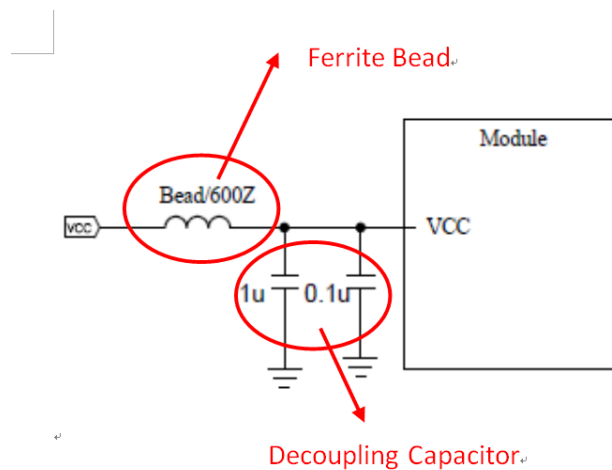 Ferrite Bead
Module
Bead/600Z
VCC
VCC
1u
0.1u
Decoupling Capacitor